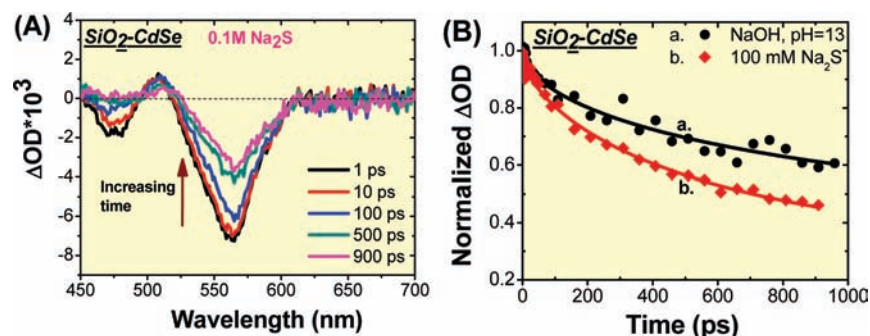 (A)
SiO2-CdSe 0.1M Na2S
ΔOD*10^3
4
2
0
-2
-4
-6
-8
Increasing
time
1 ps
10 ps
100 ps
500 ps
900 ps
450 500 550 600 650 700
Wavelength (nm)
(B)
SiO2-CdSe
a. NaOH, pH=13
b. 100 mM Na2S
Normalized ΔOD
1.0
0.8
0.6
0.4
0.2
a.
b.
0 200 400 600 800 1000
Time (ps)